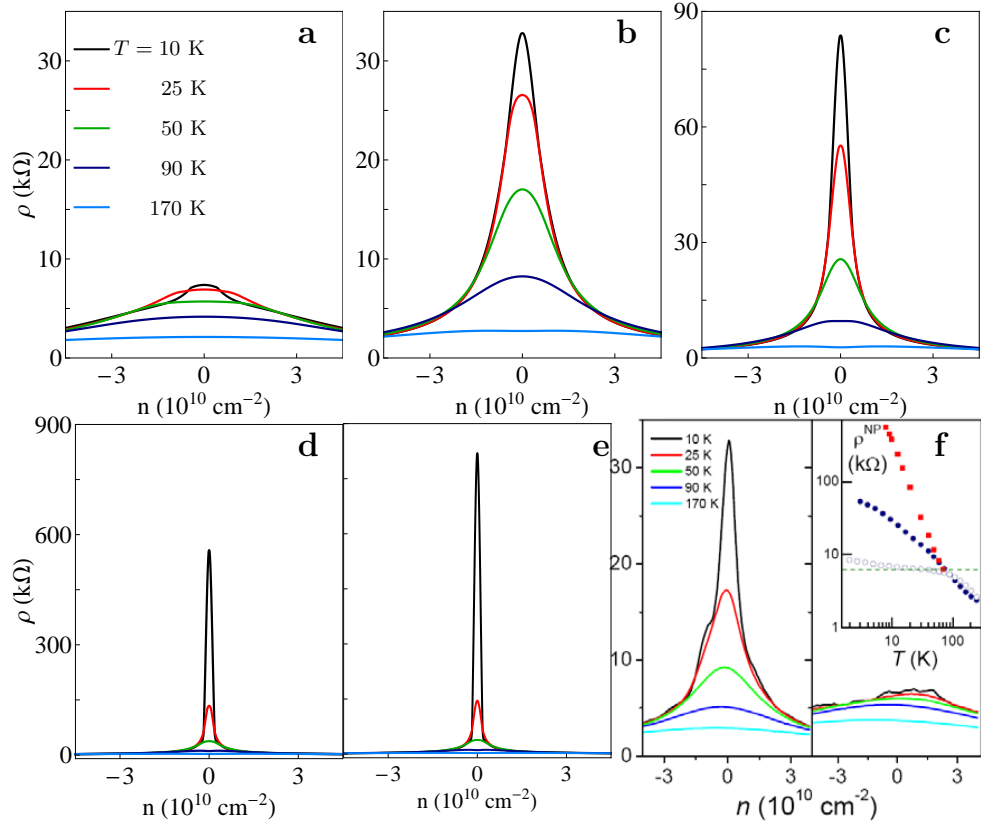 a
T = 10 K
25 K
50 K
90 K
170 K
30
20
10
0
ρ (kΩ)
−3 0 3
n (10^10 cm^−2)
b
30
20
10
0
−3 0 3
n (10^10 cm^−2)
c
90
60
30
0
−3 0 3
n (10^10 cm^−2)
d
900
600
300
0
ρ (kΩ)
−3 0 3
n (10^10 cm^−2)
e
−3 0 3
n (10^10 cm^−2)
f
10 K
25 K
50 K
90 K
170 K
30
20
10
0
-3 0 3
-3 0 3
n (10^10 cm^-2)
ρ^NP
(kΩ)
100
10
1
10 100
T (K)